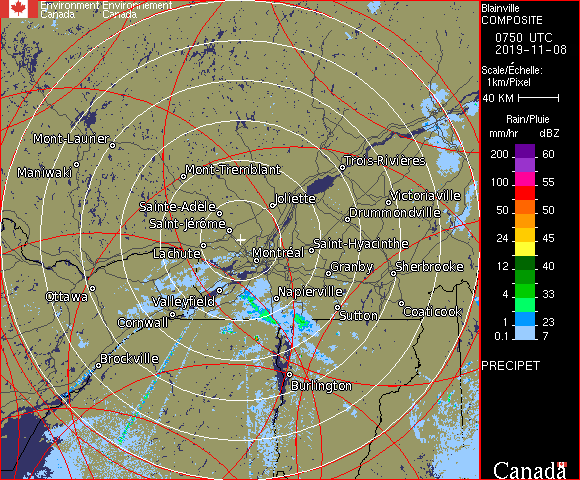 Environment Environnement
Canada Canada
Blainville
COMPOSITE
0750 UTC
2019-11-08
Scale/Échelle:
1km/Pixel
40 KM
Rain/Pluie
mm/hr dBZ
200 60
100 55
50 50
24 45
12 40
4 33
1 23
0.1 7
PRECIPET
Canada
Mont-Laurier
Maniwaki
Mont-Tremblant
Trois-Rivières
Joliette
Victoriaville
Sainte-Adèle
Drummondville
Saint-Jérôme
Saint-Hyacinthe
Lachute
Montréal
Granby
Sherbrooke
Ottawa
Valleyfield
Napierville
Cornwall
Sutton
Coaticook
Brockville
Burlington